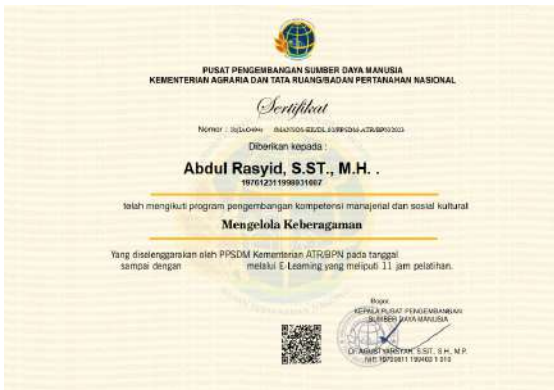 PUSAT PENGEMBANGAN SUMBER DAYA MANUSIA
KEMENTERIAN AGRARIA DAN TATA RUANG/BADAN PERTANAHAN NASIONAL
Sertifikat
Nomor :
Diberikan kepada :
Abdul Rasyid, S.ST., M.H. .
telah mengikuti program pengembangan kompetensi manajerial dan sosial kultural
Mengelola Keberagaman
Yang diselenggarakan oleh PPSDM Kementerian ATR/BPN pada tanggal
sampai dengan melalui E-Learning yang meliputi 11 jam pelatihan.
Bogor,
KEPALA PUSAT PENGEMBANGAN
SUMBER DAYA MANUSIA